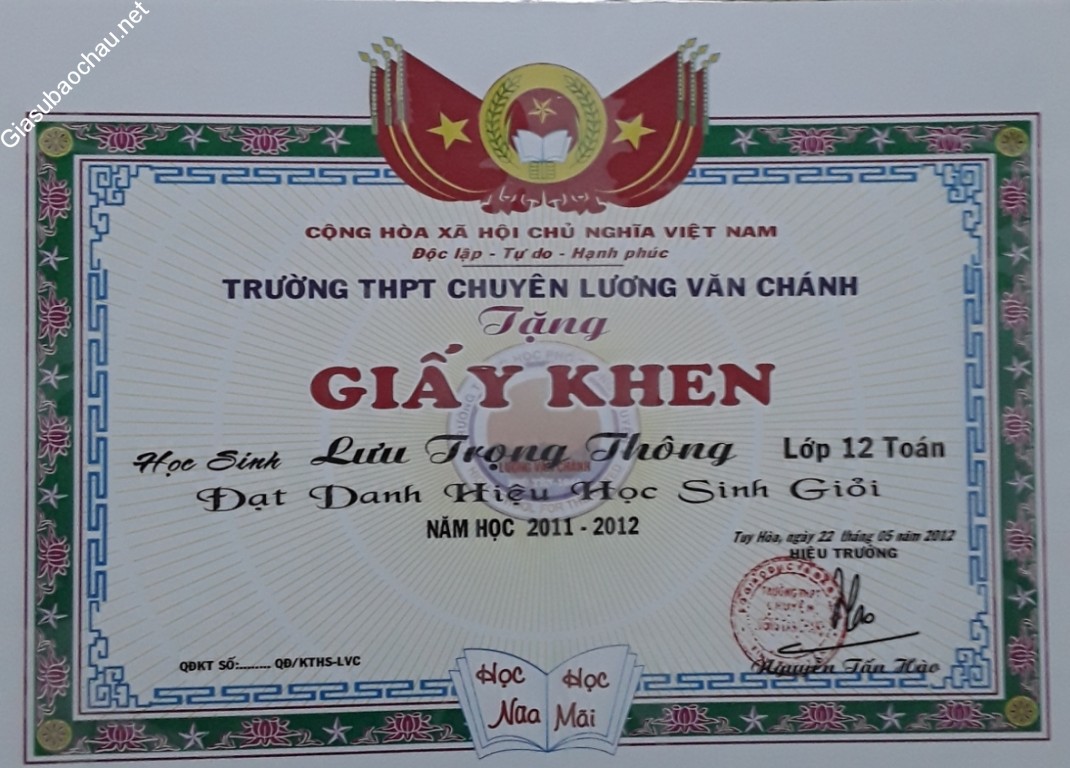 Giasubaochau.net
CỘNG HÒA XÃ HỘI CHỦ NGHĨA VIỆT NAM
Độc lập - Tự do - Hạnh phúc
TRƯỜNG THPT CHUYÊN LƯƠNG VĂN CHÁNH
Tặng
GIẤY KHEN
Học Sinh Lưu Trọng Thông Lớp 12 Toán
Đạt Danh Hiệu Học Sinh Giỏi
NĂM HỌC 2011 - 2012
Tuy Hòa, ngày 22 tháng 05 năm 2012
HIỆU TRƯỞNG
TRƯỜNG THPT
CHUYÊN
Nguyễn Tấn Hào
QĐKT SỐ:........ QĐ/KTHS-LVC
Học Học
Nữa Mãi